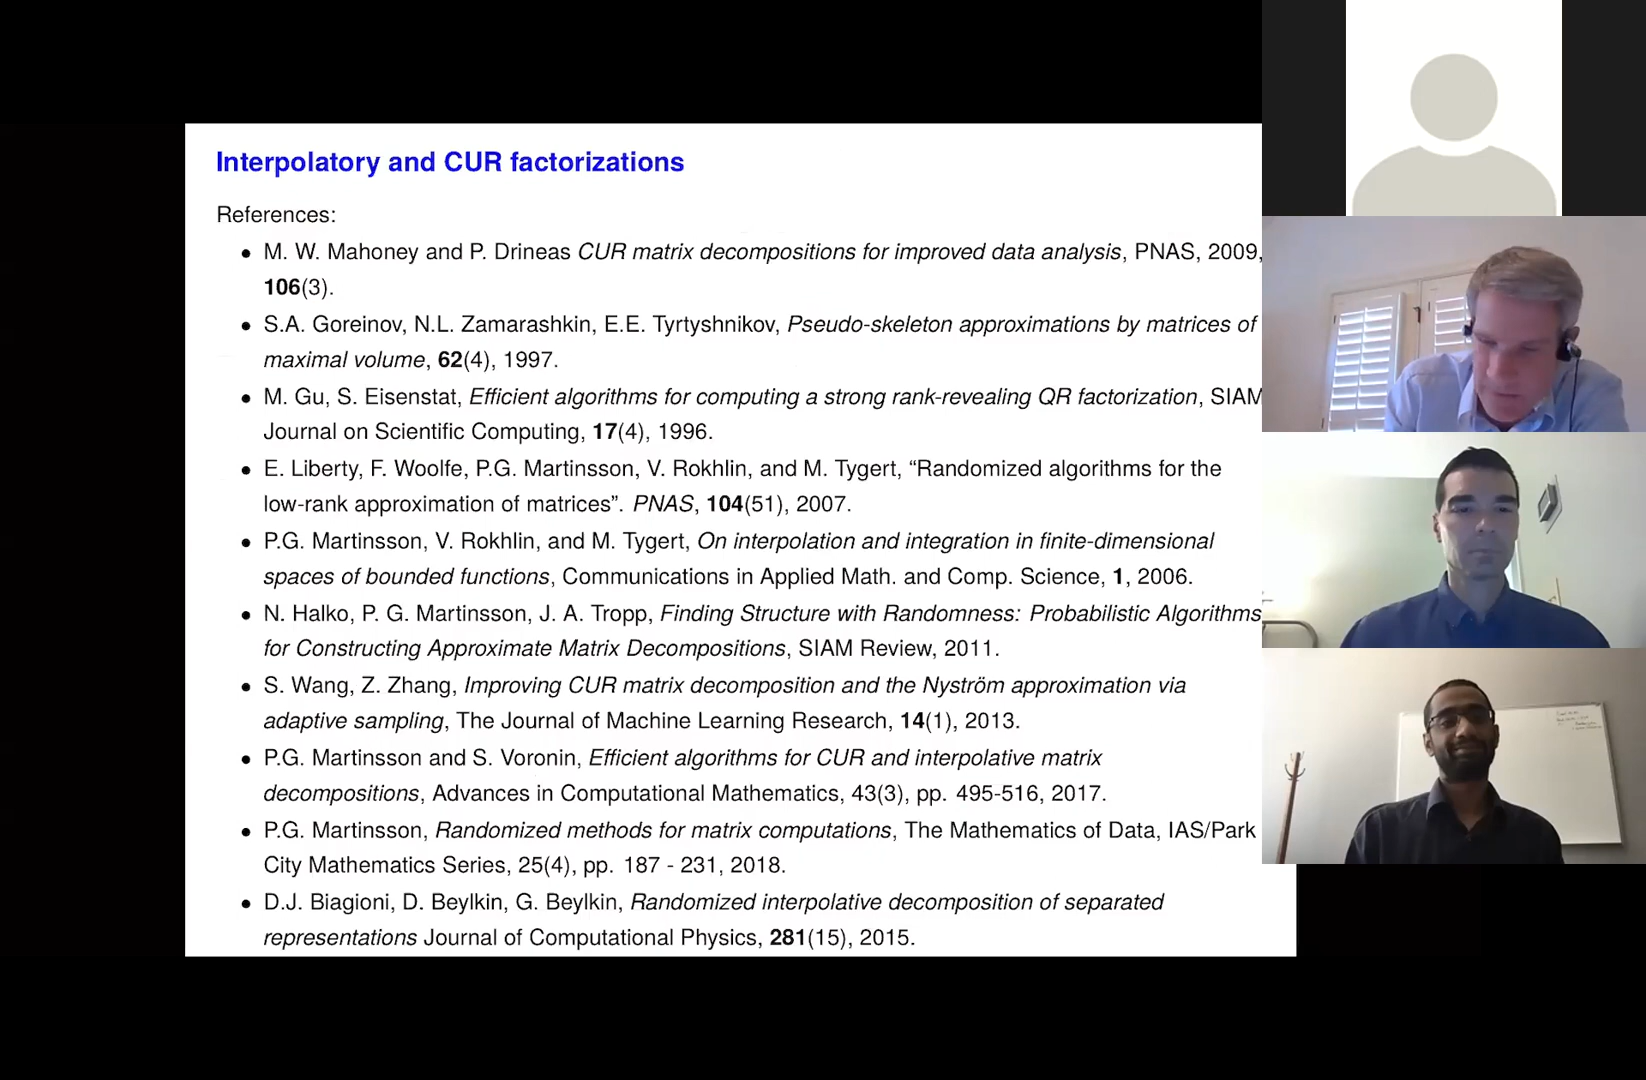 Interpolatory and CUR factorizations
References:
• M. W. Mahoney and P. Drineas CUR matrix decompositions for improved data analysis, PNAS, 2009,
106(3).
• S.A. Goreinov, N.L. Zamarashkin, E.E. Tyrtyshnikov, Pseudo-skeleton approximations by matrices of
maximal volume, 62(4), 1997.
• M. Gu, S. Eisenstat, Efficient algorithms for computing a strong rank-revealing QR factorization, SIAM
Journal on Scientific Computing, 17(4), 1996.
• E. Liberty, F. Woolfe, P.G. Martinsson, V. Rokhlin, and M. Tygert, “Randomized algorithms for the
low-rank approximation of matrices”. PNAS, 104(51), 2007.
• P.G. Martinsson, V. Rokhlin, and M. Tygert, On interpolation and integration in finite-dimensional
spaces of bounded functions, Communications in Applied Math. and Comp. Science, 1, 2006.
• N. Halko, P. G. Martinsson, J. A. Tropp, Finding Structure with Randomness: Probabilistic Algorithms
for Constructing Approximate Matrix Decompositions, SIAM Review, 2011.
• S. Wang, Z. Zhang, Improving CUR matrix decomposition and the Nyström approximation via
adaptive sampling, The Journal of Machine Learning Research, 14(1), 2013.
• P.G. Martinsson and S. Voronin, Efficient algorithms for CUR and interpolative matrix
decompositions, Advances in Computational Mathematics, 43(3), pp. 495-516, 2017.
• P.G. Martinsson, Randomized methods for matrix computations, The Mathematics of Data, IAS/Park
City Mathematics Series, 25(4), pp. 187 - 231, 2018.
• D.J. Biagioni, D. Beylkin, G. Beylkin, Randomized interpolative decomposition of separated
representations Journal of Computational Physics, 281(15), 2015.